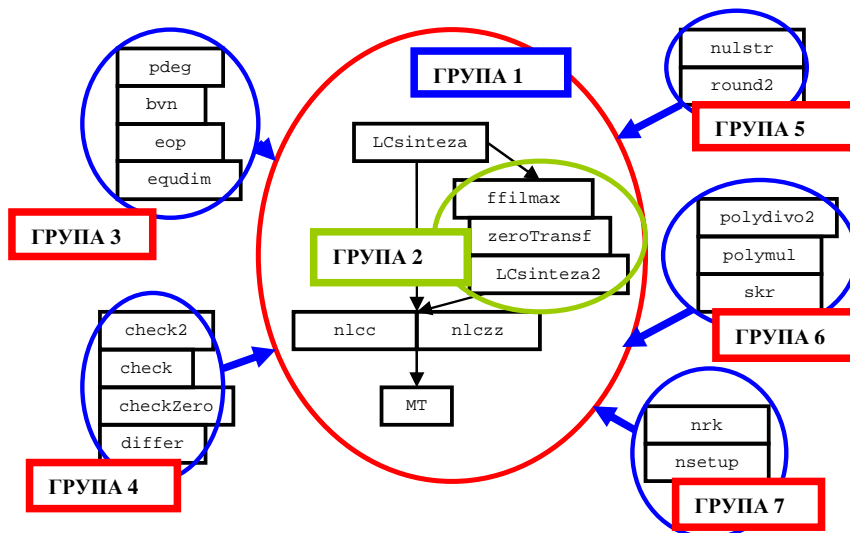 pdeg
bvn
eop
equdim
ГРУПА 3
check2
check
checkZero
differ
ГРУПА 4
ГРУПА 1
LCsinteza
ffilmax
zeroTransf
LCsinteza2
ГРУПА 2
nlcc
nlczz
MT
nulstr
round2
ГРУПА 5
polydivo2
polymul
skr
ГРУПА 6
nrk
nsetup
ГРУПА 7